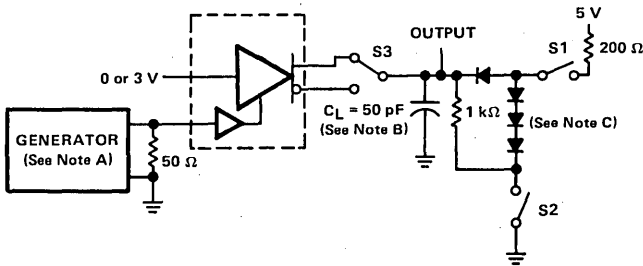 5 V
OUTPUT
S3
S1
200 Ω
0 or 3 V
CL = 50 pF
(See Note B)
1 kΩ
(See Note C)
GENERATOR
(See Note A)
50 Ω
S2